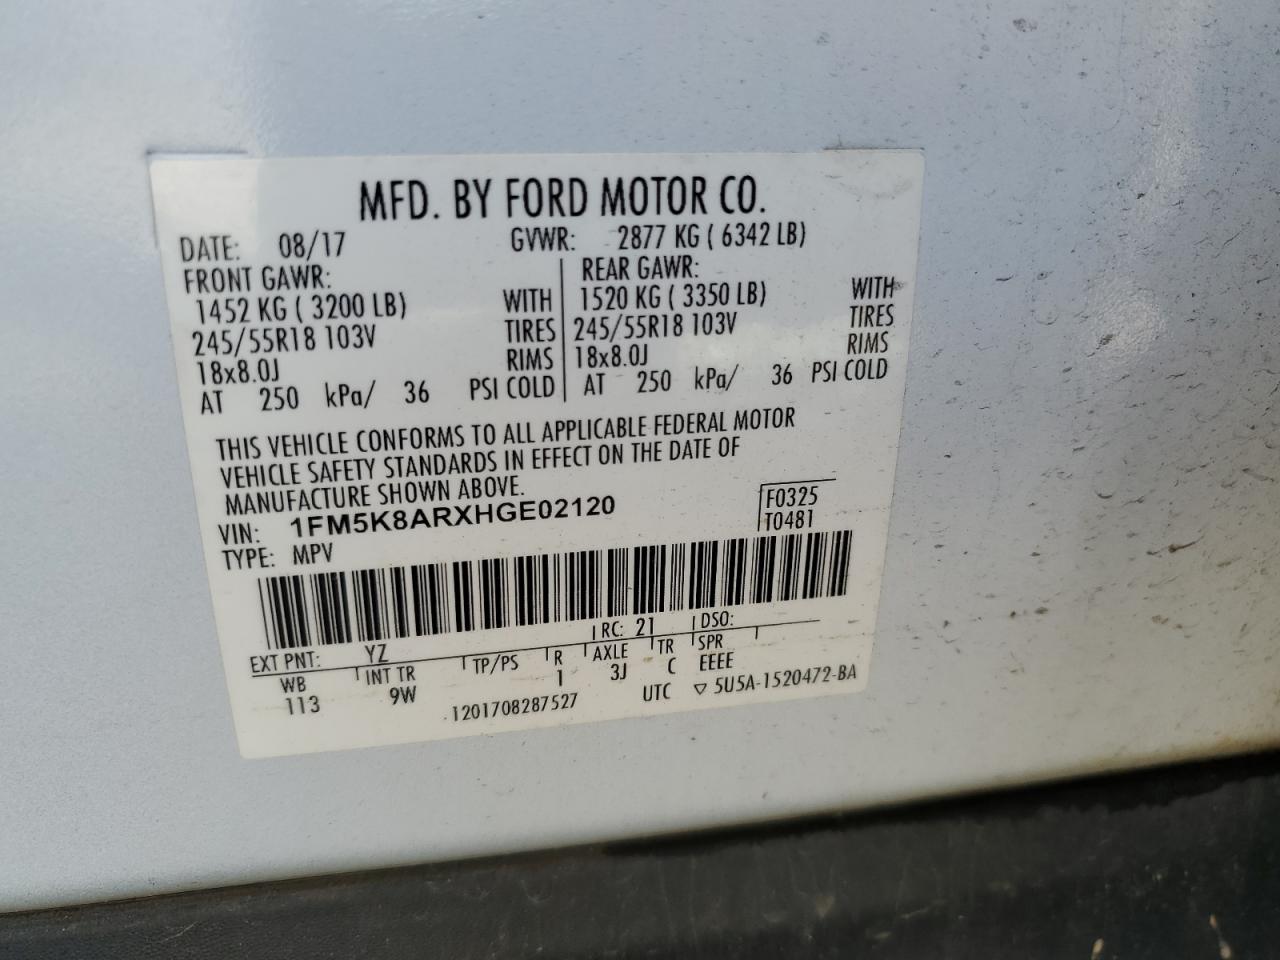 MFD. BY FORD MOTOR CO.
DATE: 08/17 GVWR: 2877 KG ( 6342 LB)
FRONT GAWR: REAR GAWR:
1452 KG ( 3200 LB) WITH 1520 KG ( 3350 LB) WITH
245/55R18 103V TIRES 245/55R18 103V TIRES
18x8.0J RIMS 18x8.0J RIMS
AT 250 kPa/ 36 PSI COLD AT 250 kPa/ 36 PSI COLD
THIS VEHICLE CONFORMS TO ALL APPLICABLE FEDERAL MOTOR
VEHICLE SAFETY STANDARDS IN EFFECT ON THE DATE OF
MANUFACTURE SHOWN ABOVE.
VIN: 1FM5K8ARXHGE02120 F0325
TYPE: MPV T0481
EXT PNT: YZ RC: 21 DSO:
WB INT TR TP/PS R AXLE TR SPR
113 9W 1 3J C EEEE
1201708287527 UTC ▽ 5U5A-1520472-BA